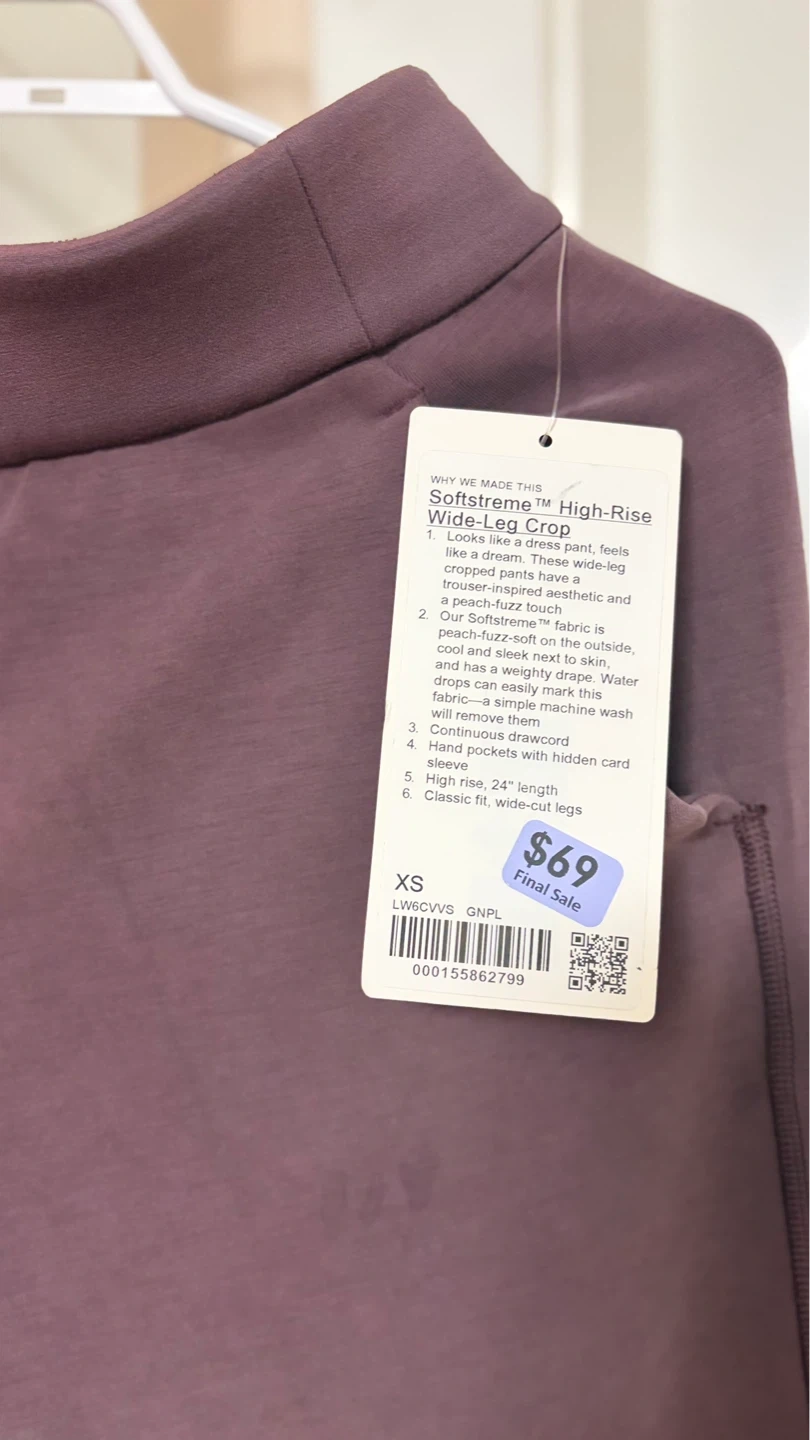 WHY WE MADE THIS
Softstreme™ High-Rise
Wide-Leg Crop
1. Looks like a dress pant, feels
like a dream. These wide-leg
cropped pants have a
trouser-inspired aesthetic and
a peach-fuzz touch
2. Our Softstreme™ fabric is
peach-fuzz-soft on the outside,
cool and sleek next to skin,
and has a weighty drape. Water
drops can easily mark this
fabric—a simple machine wash
will remove them
3. Continuous drawcord
4. Hand pockets with hidden card
sleeve
5. High rise, 24" length
6. Classic fit, wide-cut legs
$69
Final Sale
XS
LW6CVVS GNPL
000155862799